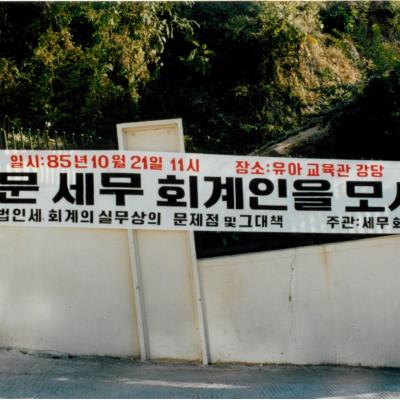 일시:85년10월21일 11시 장소:유아교육관 강당
문 세무 회계인을 모시
법인세, 회계의 실무상의 문제점 및 그대책 주관:세무회